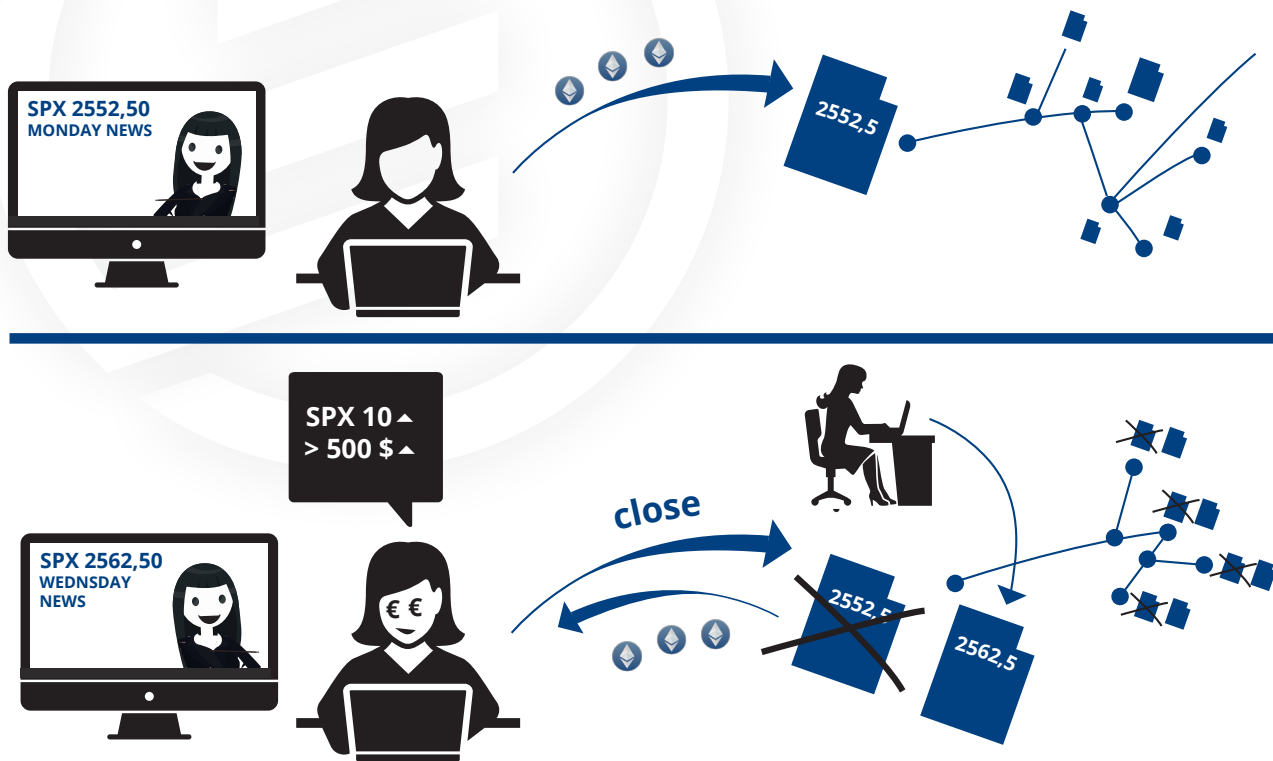 SPX 2552,50
MONDAY NEWS
2552,5
SPX 10
> 500 $
close
SPX 2562,50
WEDNSDAY
NEWS
€ €
2552,5
2562,5